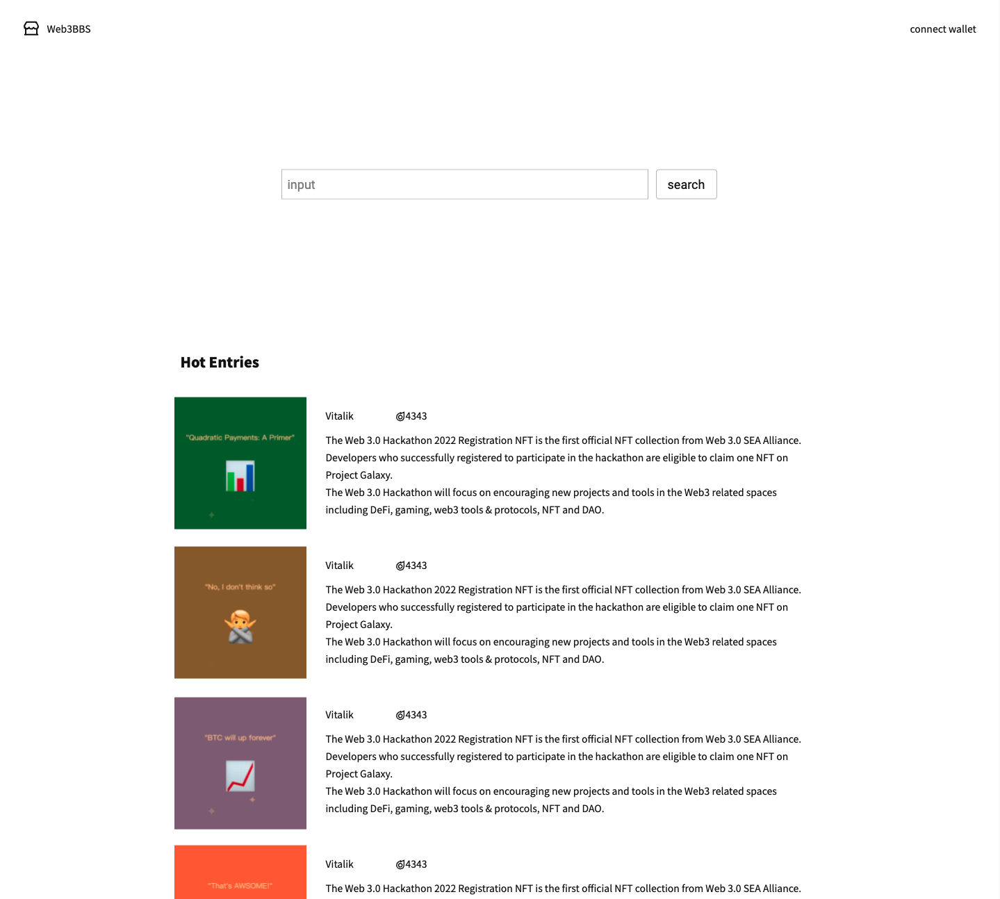 Web3BBS
connect wallet
input
search
Hot Entries
"Quadratic Payments: A Primer"
Vitalik 4343
The Web 3.0 Hackathon 2022 Registration NFT is the first official NFT collection from Web 3.0 SEA Alliance.
Developers who successfully registered to participate in the hackathon are eligible to claim one NFT on
Project Galaxy.
The Web 3.0 Hackathon will focus on encouraging new projects and tools in the Web3 related spaces
including DeFi, gaming, web3 tools & protocols, NFT and DAO.
"No, I don't think so"
Vitalik 4343
The Web 3.0 Hackathon 2022 Registration NFT is the first official NFT collection from Web 3.0 SEA Alliance.
Developers who successfully registered to participate in the hackathon are eligible to claim one NFT on
Project Galaxy.
The Web 3.0 Hackathon will focus on encouraging new projects and tools in the Web3 related spaces
including DeFi, gaming, web3 tools & protocols, NFT and DAO.
"BTC will up forever"
Vitalik 4343
The Web 3.0 Hackathon 2022 Registration NFT is the first official NFT collection from Web 3.0 SEA Alliance.
Developers who successfully registered to participate in the hackathon are eligible to claim one NFT on
Project Galaxy.
The Web 3.0 Hackathon will focus on encouraging new projects and tools in the Web3 related spaces
including DeFi, gaming, web3 tools & protocols, NFT and DAO.
"That's AWSOME!"
Vitalik 4343
The Web 3.0 Hackathon 2022 Registration NFT is the first official NFT collection from Web 3.0 SEA Alliance.